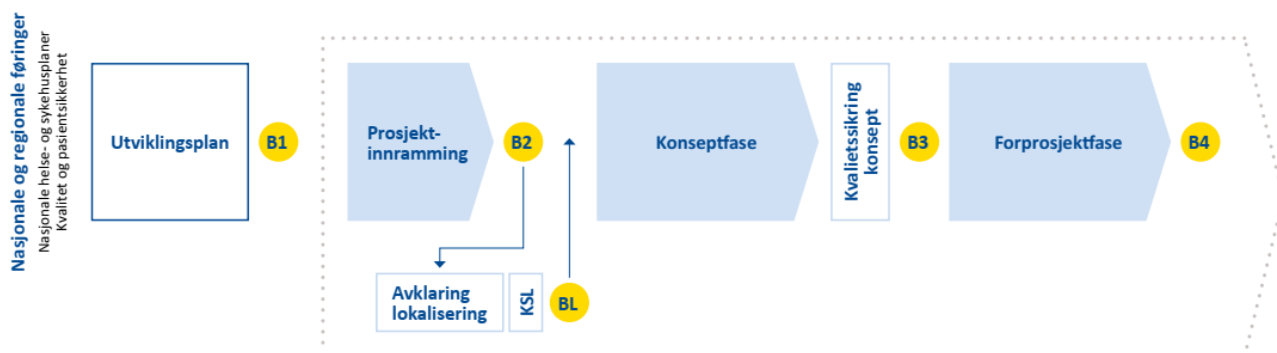 Nasjonale og regionale føringer
Nasjonale helse- og sykehusplaner
Kvalitet og pasientsikkerhet
Utviklingsplan
B1
Prosjekt-
innramming
B2
Avklaring
lokalisering
KSL
BL
Konseptfase
Kvalietssikring
konsept
B3
Forprosjektfase
B4